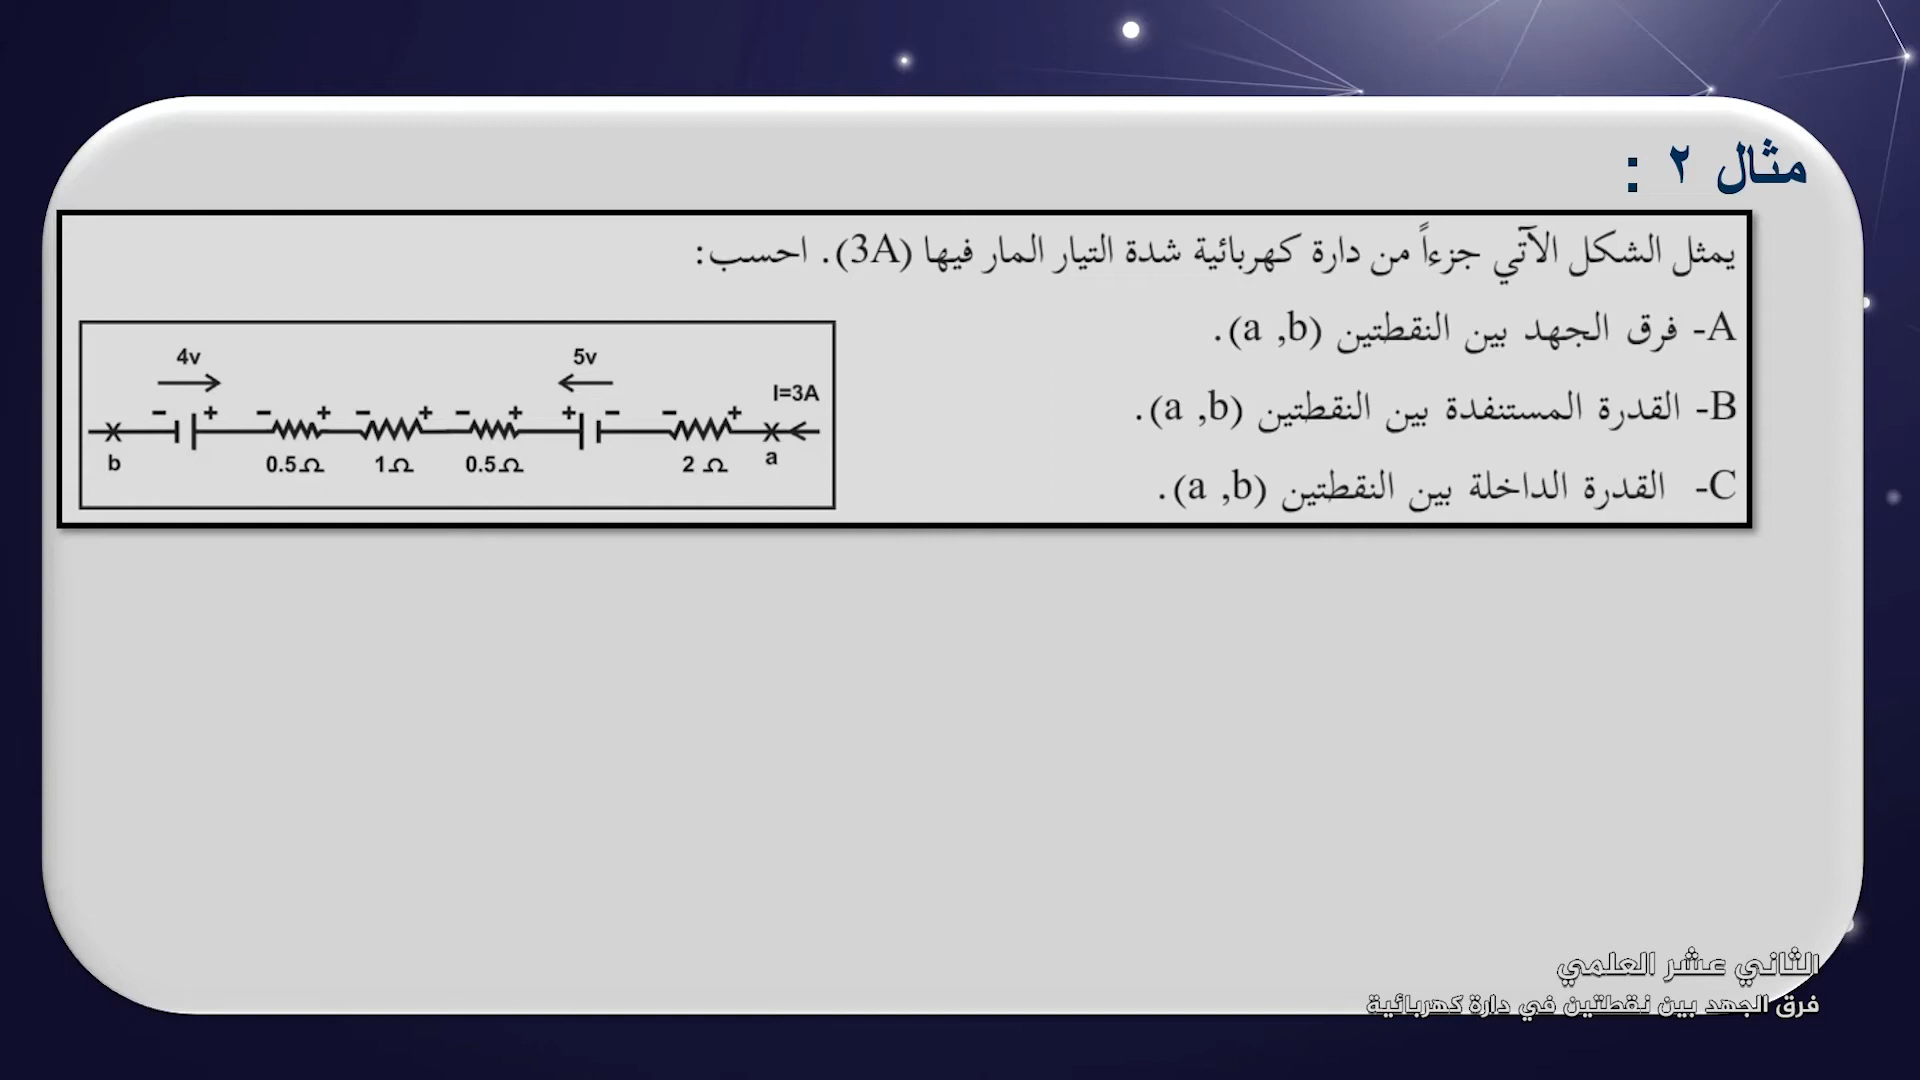 مثال ٢ :
يمثل الشكل الآتي جزءاً من دارة كهربائية شدة التيار المار فيها (3A). احسب:
A- فرق الجهد بين النقطتين (a ,b).
B- القدرة المستنفدة بين النقطتين (a ,b).
C- القدرة الداخلة بين النقطتين (a ,b).
4v 5v
I=3A
- + - + - + - + + - - +
b 0.5Ω 1Ω 0.5Ω 2 Ω a
الثاني عشر العلمي
فرق الجهد بين نقطتين في دارة كهربائية